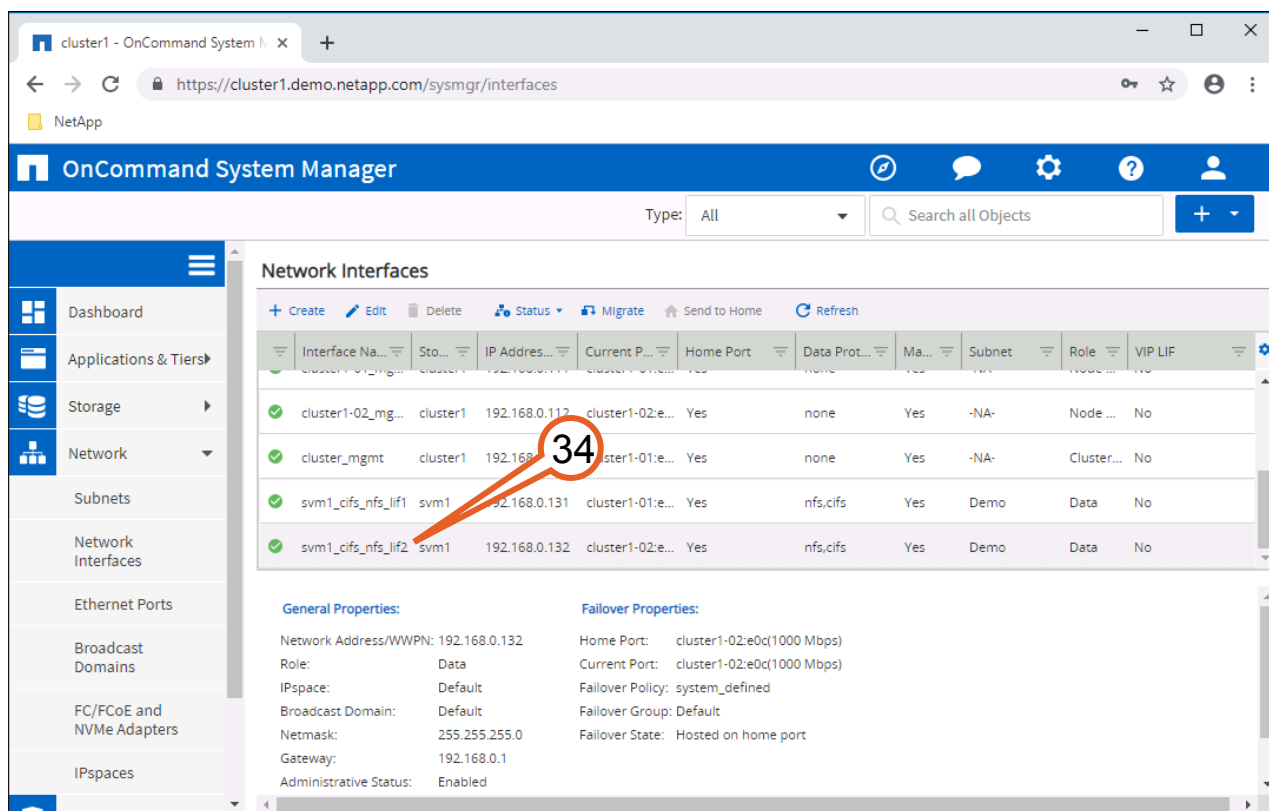 cluster1 - OnCommand System M
https://cluster1.demo.netapp.com/sysmgr/interfaces
NetApp
OnCommand System Manager
Type: All Search all Objects
Network Interfaces
Dashboard
Applications & Tiers
Storage
Network
Subnets
Network
Interfaces
Ethernet Ports
Broadcast
Domains
FC/FCoE and
NVMe Adapters
IPspaces
Create Edit Delete Status Migrate Send to Home Refresh
Interface Na... Sto... IP Addres... Current P... Home Port Data Prot... Ma... Subnet Role VIP LIF
cluster1-02_mg... cluster1 192.168.0.112 cluster1-02:e... Yes none Yes -NA- Node ... No
cluster_mgmt cluster1 192.168 ster1-01:e... Yes none Yes -NA- Cluster... No
34
svm1_cifs_nfs_lif1 svm1 192.168.0.131 cluster1-01:e... Yes nfs,cifs Yes Demo Data No
svm1_cifs_nfs_lif2 svm1 192.168.0.132 cluster1-02:e... Yes nfs,cifs Yes Demo Data No
General Properties:
Network Address/WWPN: 192.168.0.132
Role: Data
IPspace: Default
Broadcast Domain: Default
Netmask: 255.255.255.0
Gateway: 192.168.0.1
Administrative Status: Enabled
Failover Properties:
Home Port: cluster1-02:e0c(1000 Mbps)
Current Port: cluster1-02:e0c(1000 Mbps)
Failover Policy: system_defined
Failover Group: Default
Failover State: Hosted on home port